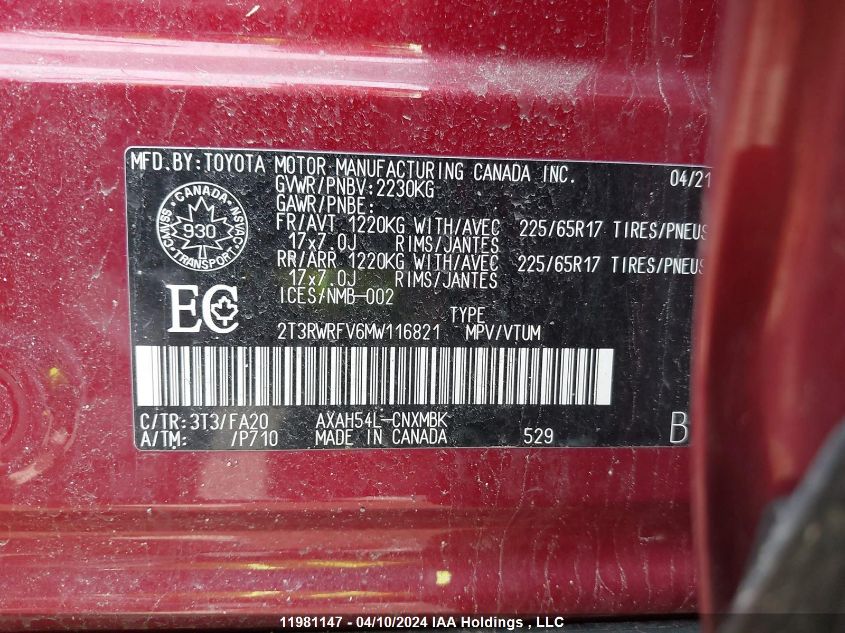 MFD.BY:TOYOTA MOTOR MANUFACTURING CANADA INC. 04/21
GVWR/PNBV:2230KG
GAWR/PNBE:
FR/AVT 1220KG WITH/AVEC 225/65R17 TIRES/PNEUS
17x7.0J RIMS/JANTES
RR/ARR 1220KG WITH/AVEC 225/65R17 TIRES/PNEUS
17x7.0J RIMS/JANTES
ICES/NMB-002
CANADA
CMVSS
930
NSVAC
TRANSPORT
EC
TYPE
2T3RWRFV6MW116821 MPV/VTUM
C/TR:3T3/FA20 AXAH54L-CNXMBK
A/TM: /P710 MADE IN CANADA 529 B
11981147 - 04/10/2024 IAA Holdings , LLC